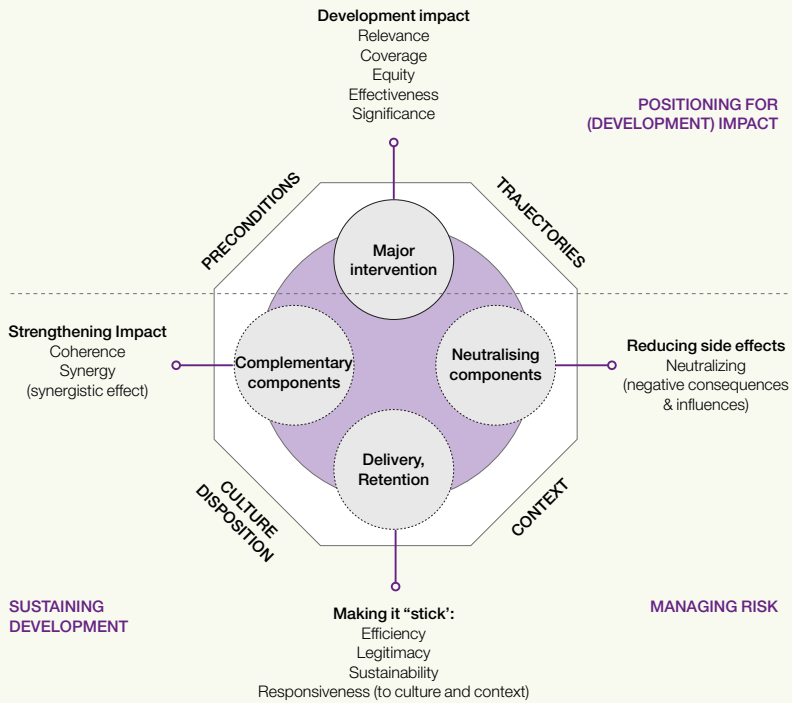 Development impact
Relevance
Coverage
Equity
Effectiveness
Significance
POSITIONING FOR
(DEVELOPMENT) IMPACT
PRECONDITIONS
TRAJECTORIES
Major
intervention
Strengthening Impact
Coherence
Synergy
(synergistic effect)
Complementary
components
Neutralising
components
Reducing side effects
Neutralizing
(negative consequences
& influences)
Delivery,
Retention
CULTURE
DISPOSITION
CONTEXT
SUSTAINING
DEVELOPMENT
Making it "stick':
Efficiency
Legitimacy
Sustainability
Responsiveness (to culture and context)
MANAGING RISK